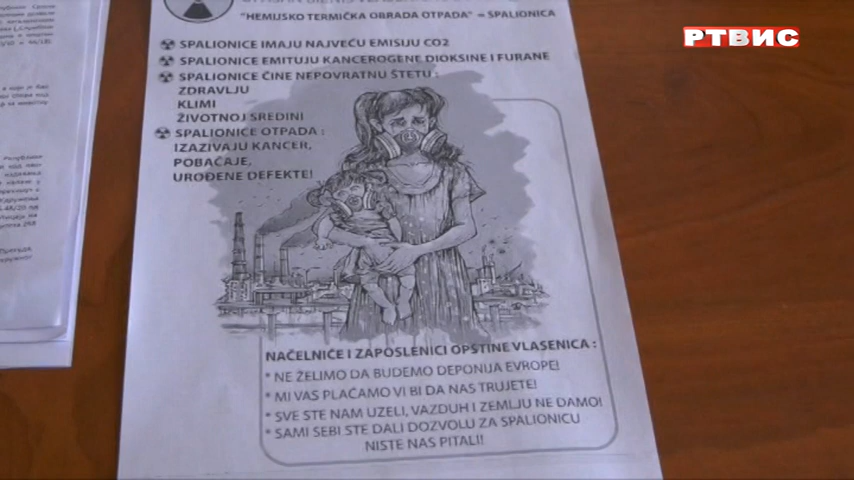 РТВИС
"HEMIJSKO TERMIČKA OBRADA OTPADA" = SPALIONICA
SPALIONICE IMAJU NAJVEĆU EMISIJU CO2
SPALIONICE EMITUJU KANCEROGENE DIOKSINE I FURANE
SPALIONICE ČINE NEPOVRATNU ŠTETU:
ZDRAVLJU
KLIMI
ŽIVOTNOJ SREDINI
SPALIONICE OTPADA :
IZAZIVAJU KANCER,
POBAČAJE,
UROĐENE DEFEKTE!
NAČELNIČE I ZAPOSLENICI OPŠTINE VLASENICA :
* NE ŽELIMO DA BUDEMO DEPONIJA EVROPE!
* MI VAS PLAĆAMO VI BI DA NAS TRUJETE!
* SVE STE NAM UZELI, VAZDUH I ZEMLJU NE DAMO!
* SAMI SEBI STE DALI DOZVOLU ZA SPALIONICU
NISTE NAS PITALI!